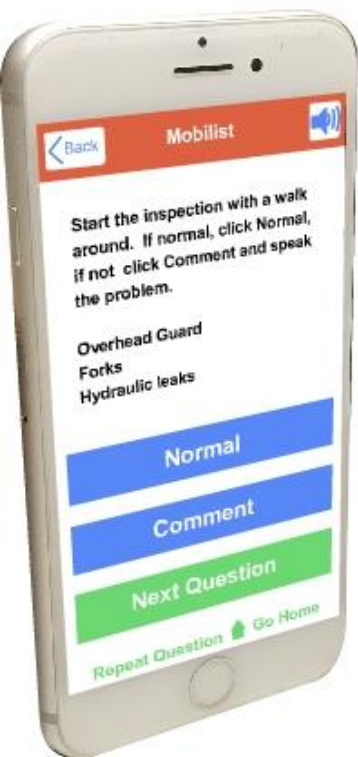 Back Mobilist
Start the inspection with a walk
around. If normal, click Normal,
if not click Comment and speak
the problem.
Overhead Guard
Forks
Hydraulic leaks
Normal
Comment
Next Question
Repeat Question Go Home